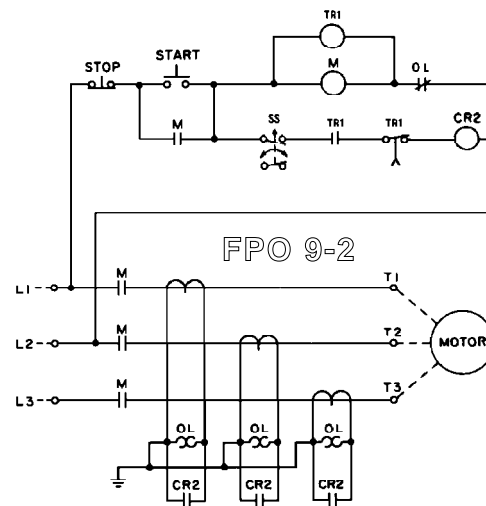 TR1
START
M
STOP
OL
M
SS
TR1
TR1
CR2
FPO 9-2
M
T1
L1
M
T2
L2
MOTOR
M
T3
L3
OL
OL
OL
CR2
CR2
CR2